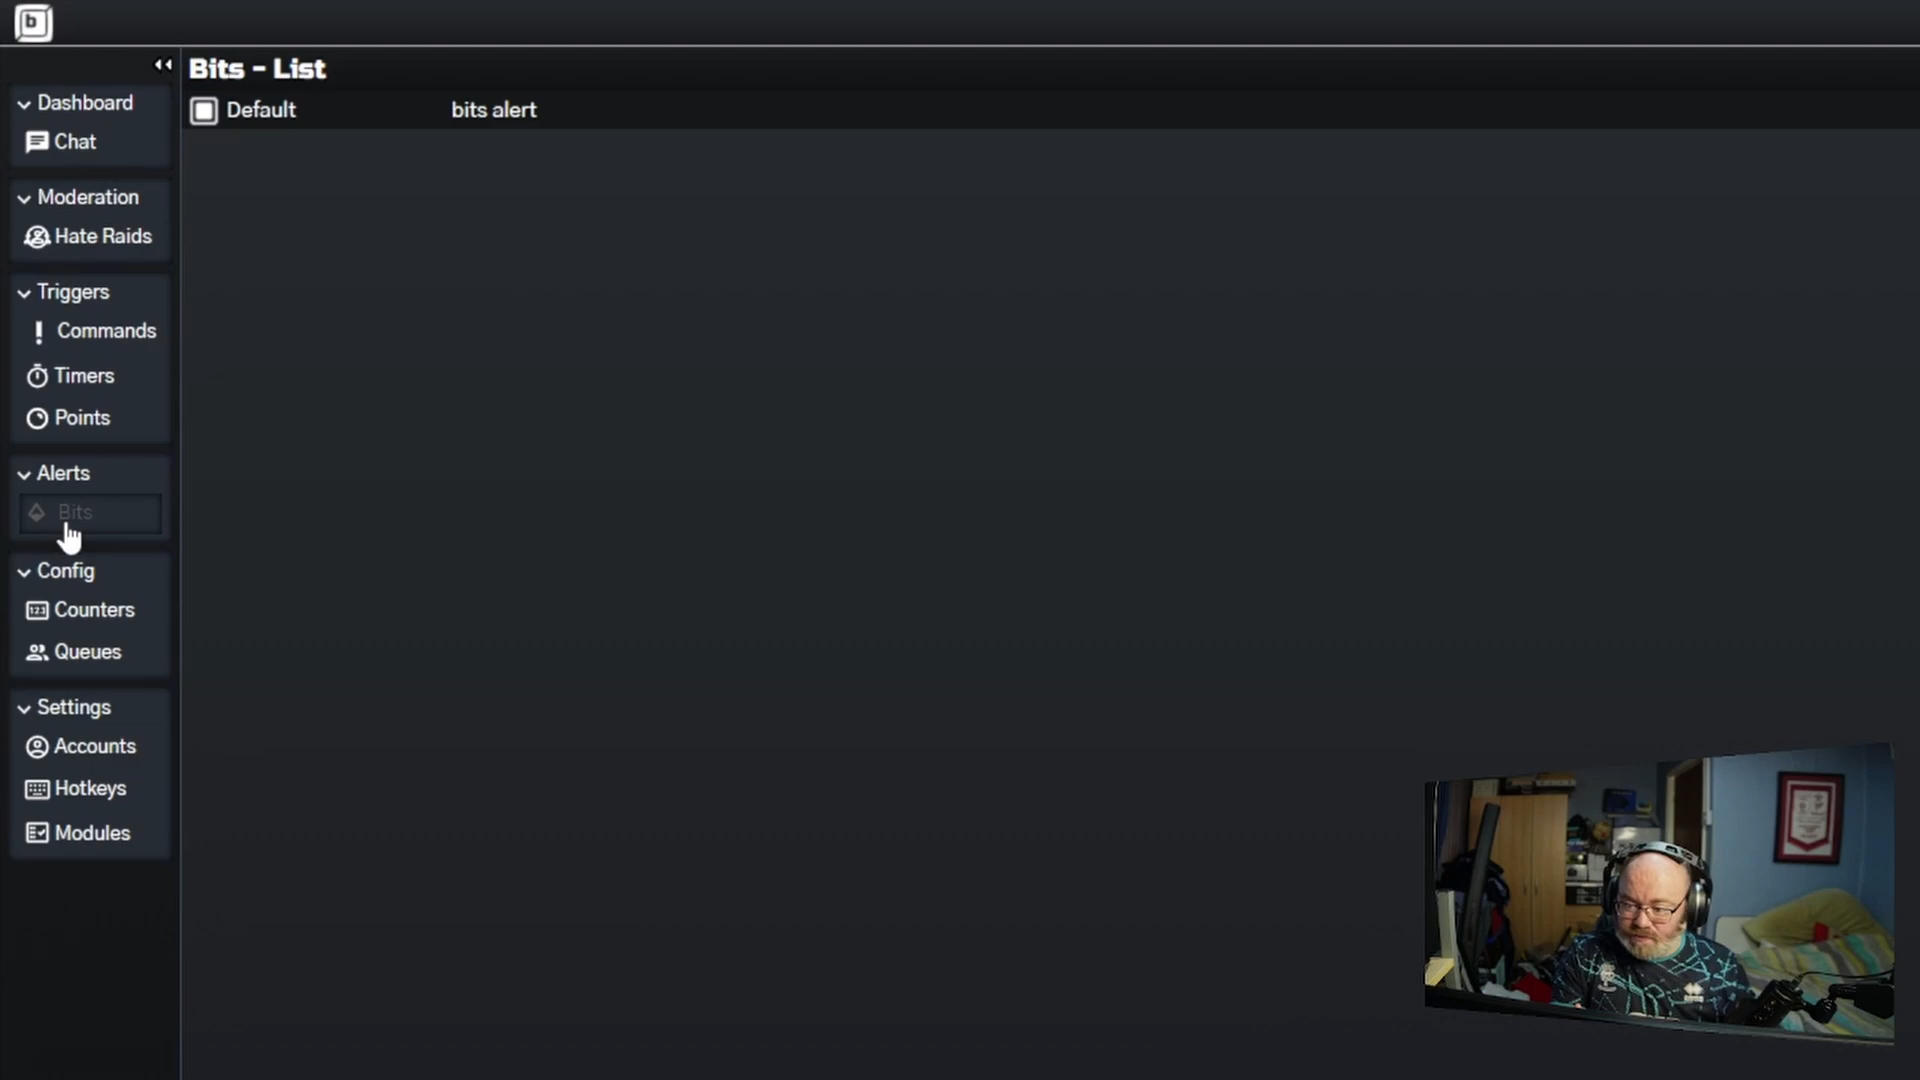 b
Bits - List
Default bits alert
Dashboard
Chat
Moderation
Hate Raids
Triggers
! Commands
Timers
Points
Alerts
Bits
Config
123 Counters
Queues
Settings
Accounts
Hotkeys
Modules